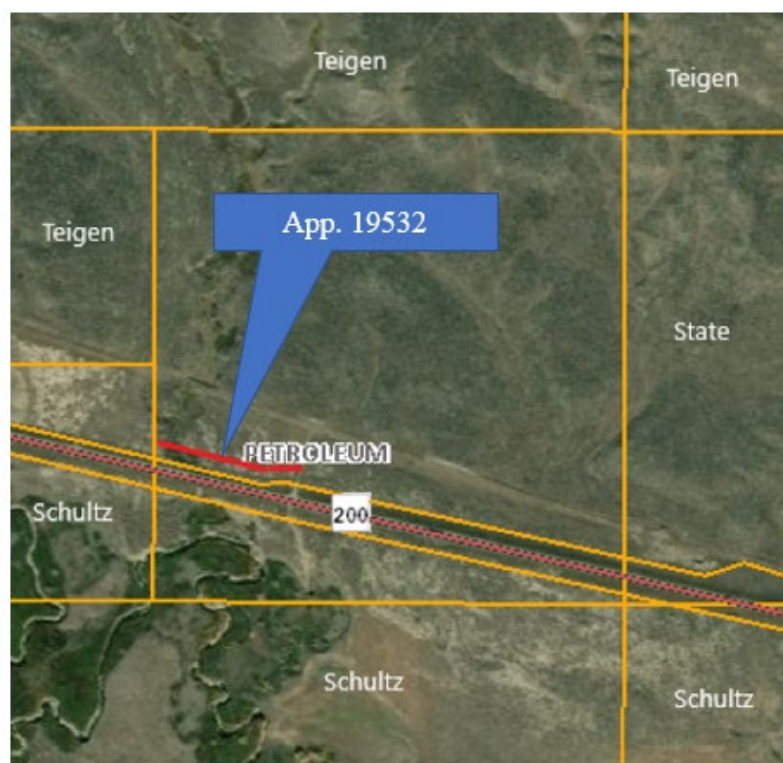 Teigen
Teigen
App. 19532
Teigen
State
PETROLEUM
Schultz
200
Schultz
Schultz